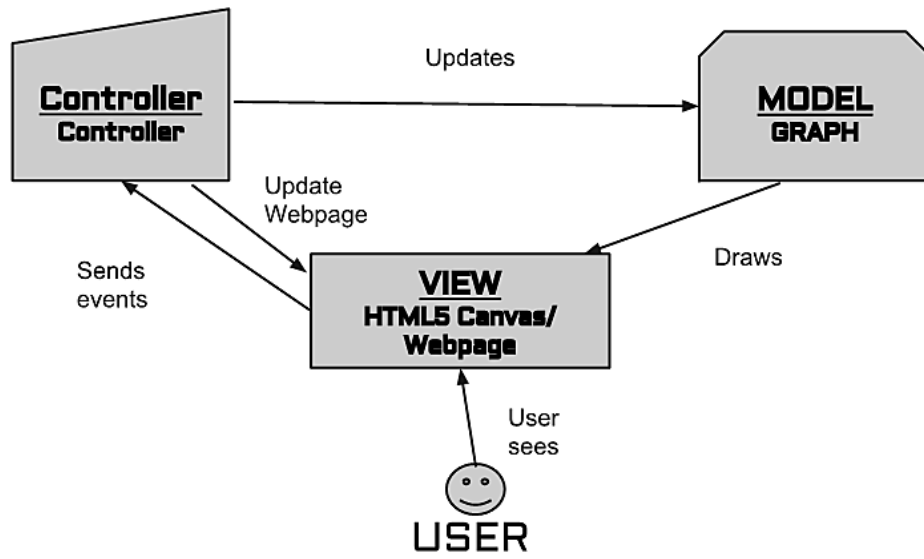 Updates
Controller
Controller
MODEL
GRAPH
Update
Webpage
Sends
events
Draws
VIEW
HTML5 Canvas/
Webpage
User
sees
USER